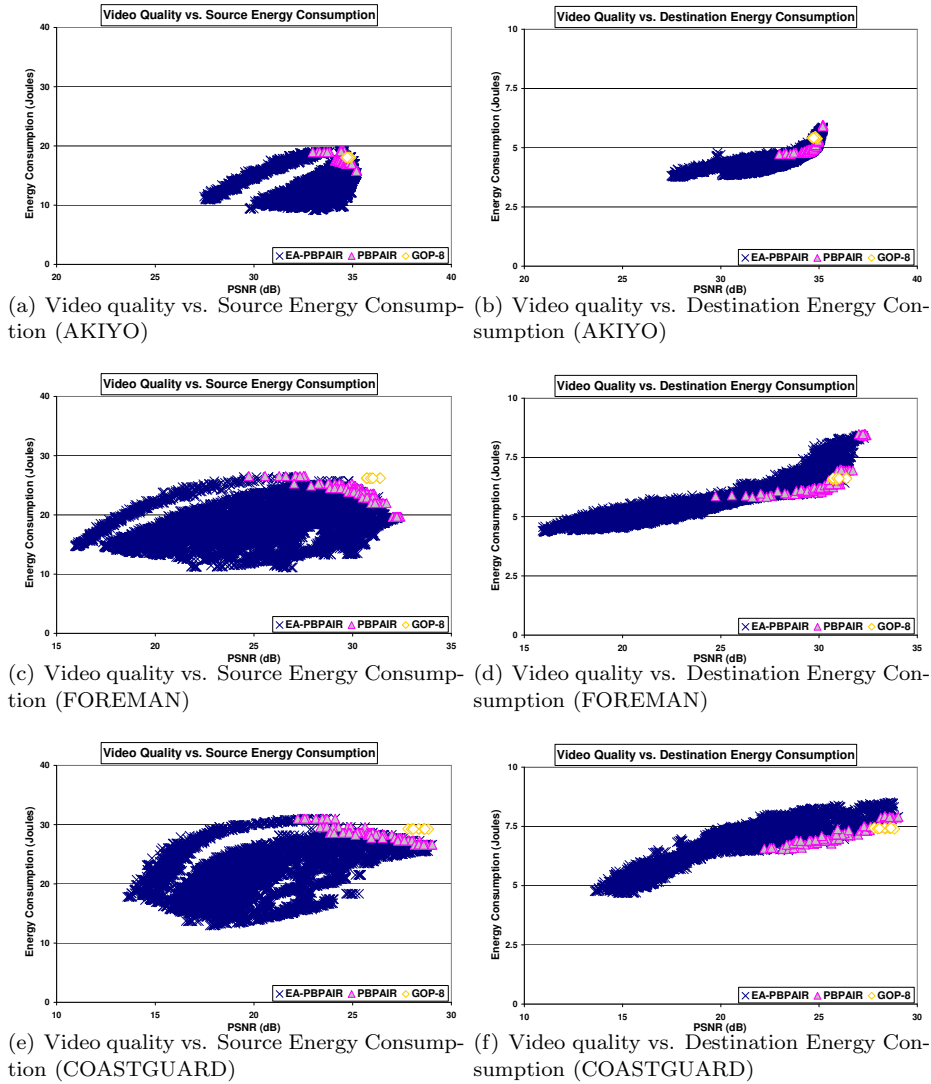 Video Quality vs. Source Energy Consumption
Energy Consumption (Joules)
40
30
20
10
0
20 25 30 35 40
PSNR (dB)
EA-PBPAIR PBPAIR GOP-8
(a) Video quality vs. Source Energy Consump-
tion (AKIYO)
Video Quality vs. Destination Energy Consumption
Energy Consumption (Joules)
10
7.5
5
2.5
0
20 25 30 35 40
PSNR (dB)
EA-PBPAIR PBPAIR GOP-8
(b) Video quality vs. Destination Energy Con-
sumption (AKIYO)
Video Quality vs. Source Energy Consumption
Energy Consumption (Joules)
40
30
20
10
0
15 20 25 30 35
PSNR (dB)
EA-PBPAIR PBPAIR GOP-8
(c) Video quality vs. Source Energy Consump-
tion (FOREMAN)
Video Quality vs. Destination Energy Consumption
Energy Consumption (Joules)
10
7.5
5
2.5
0
15 20 25 30 35
PSNR (dB)
EA-PBPAIR PBPAIR GOP-8
(d) Video quality vs. Destination Energy Con-
sumption (FOREMAN)
Video Quality vs. Source Energy Consumption
Energy Consumption (Joules)
40
30
20
10
0
10 15 20 25 30
PSNR (dB)
EA-PBPAIR PBPAIR GOP-8
(e) Video quality vs. Source Energy Consump-
tion (COASTGUARD)
Video Quality vs. Destination Energy Consumption
Energy Consumption (Joules)
10
7.5
5
2.5
0
10 15 20 25 30
PSNR (dB)
EA-PBPAIR PBPAIR GOP-8
(f) Video quality vs. Destination Energy Con-
sumption (COASTGUARD)